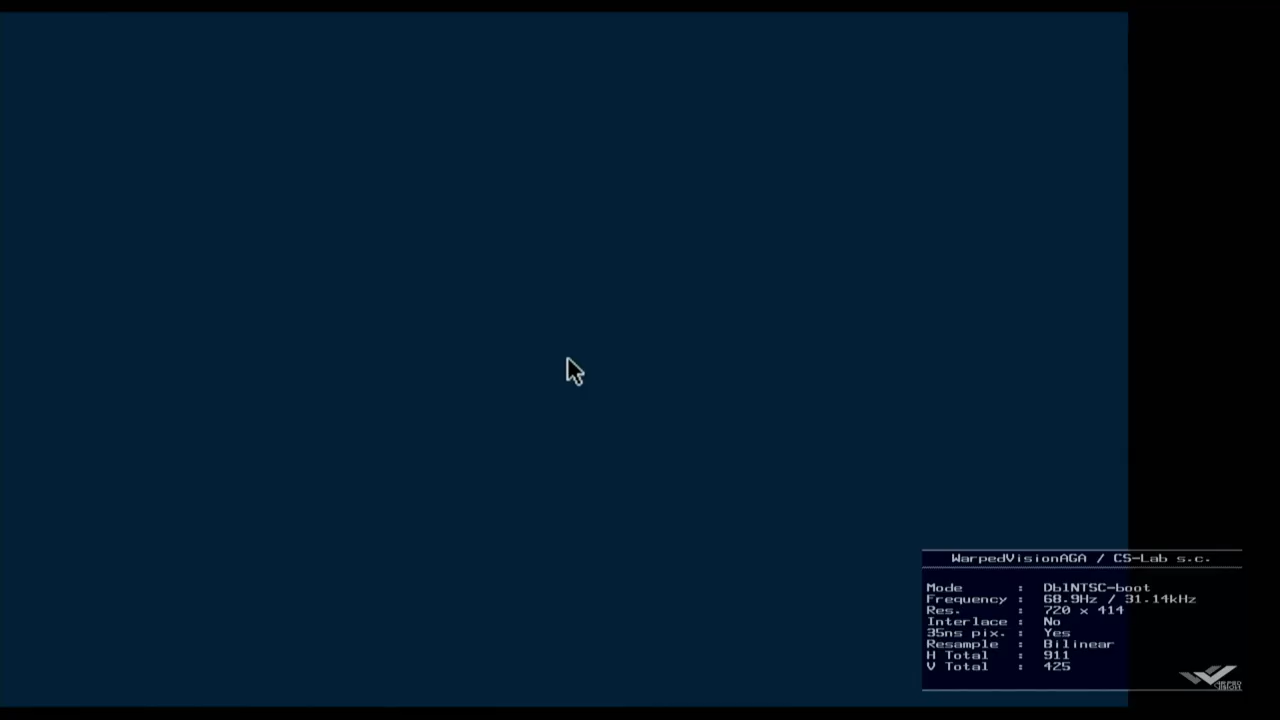 WarpedVisionAGA / CS-Lab s.c.
Mode : DblNTSC-boot
Frequency : 68.9Hz / 31.14kHz
Res. : 720 x 414
Interlace : No
35ns pix. : Yes
Resample : Bilinear
H Total : 911
V Total : 425